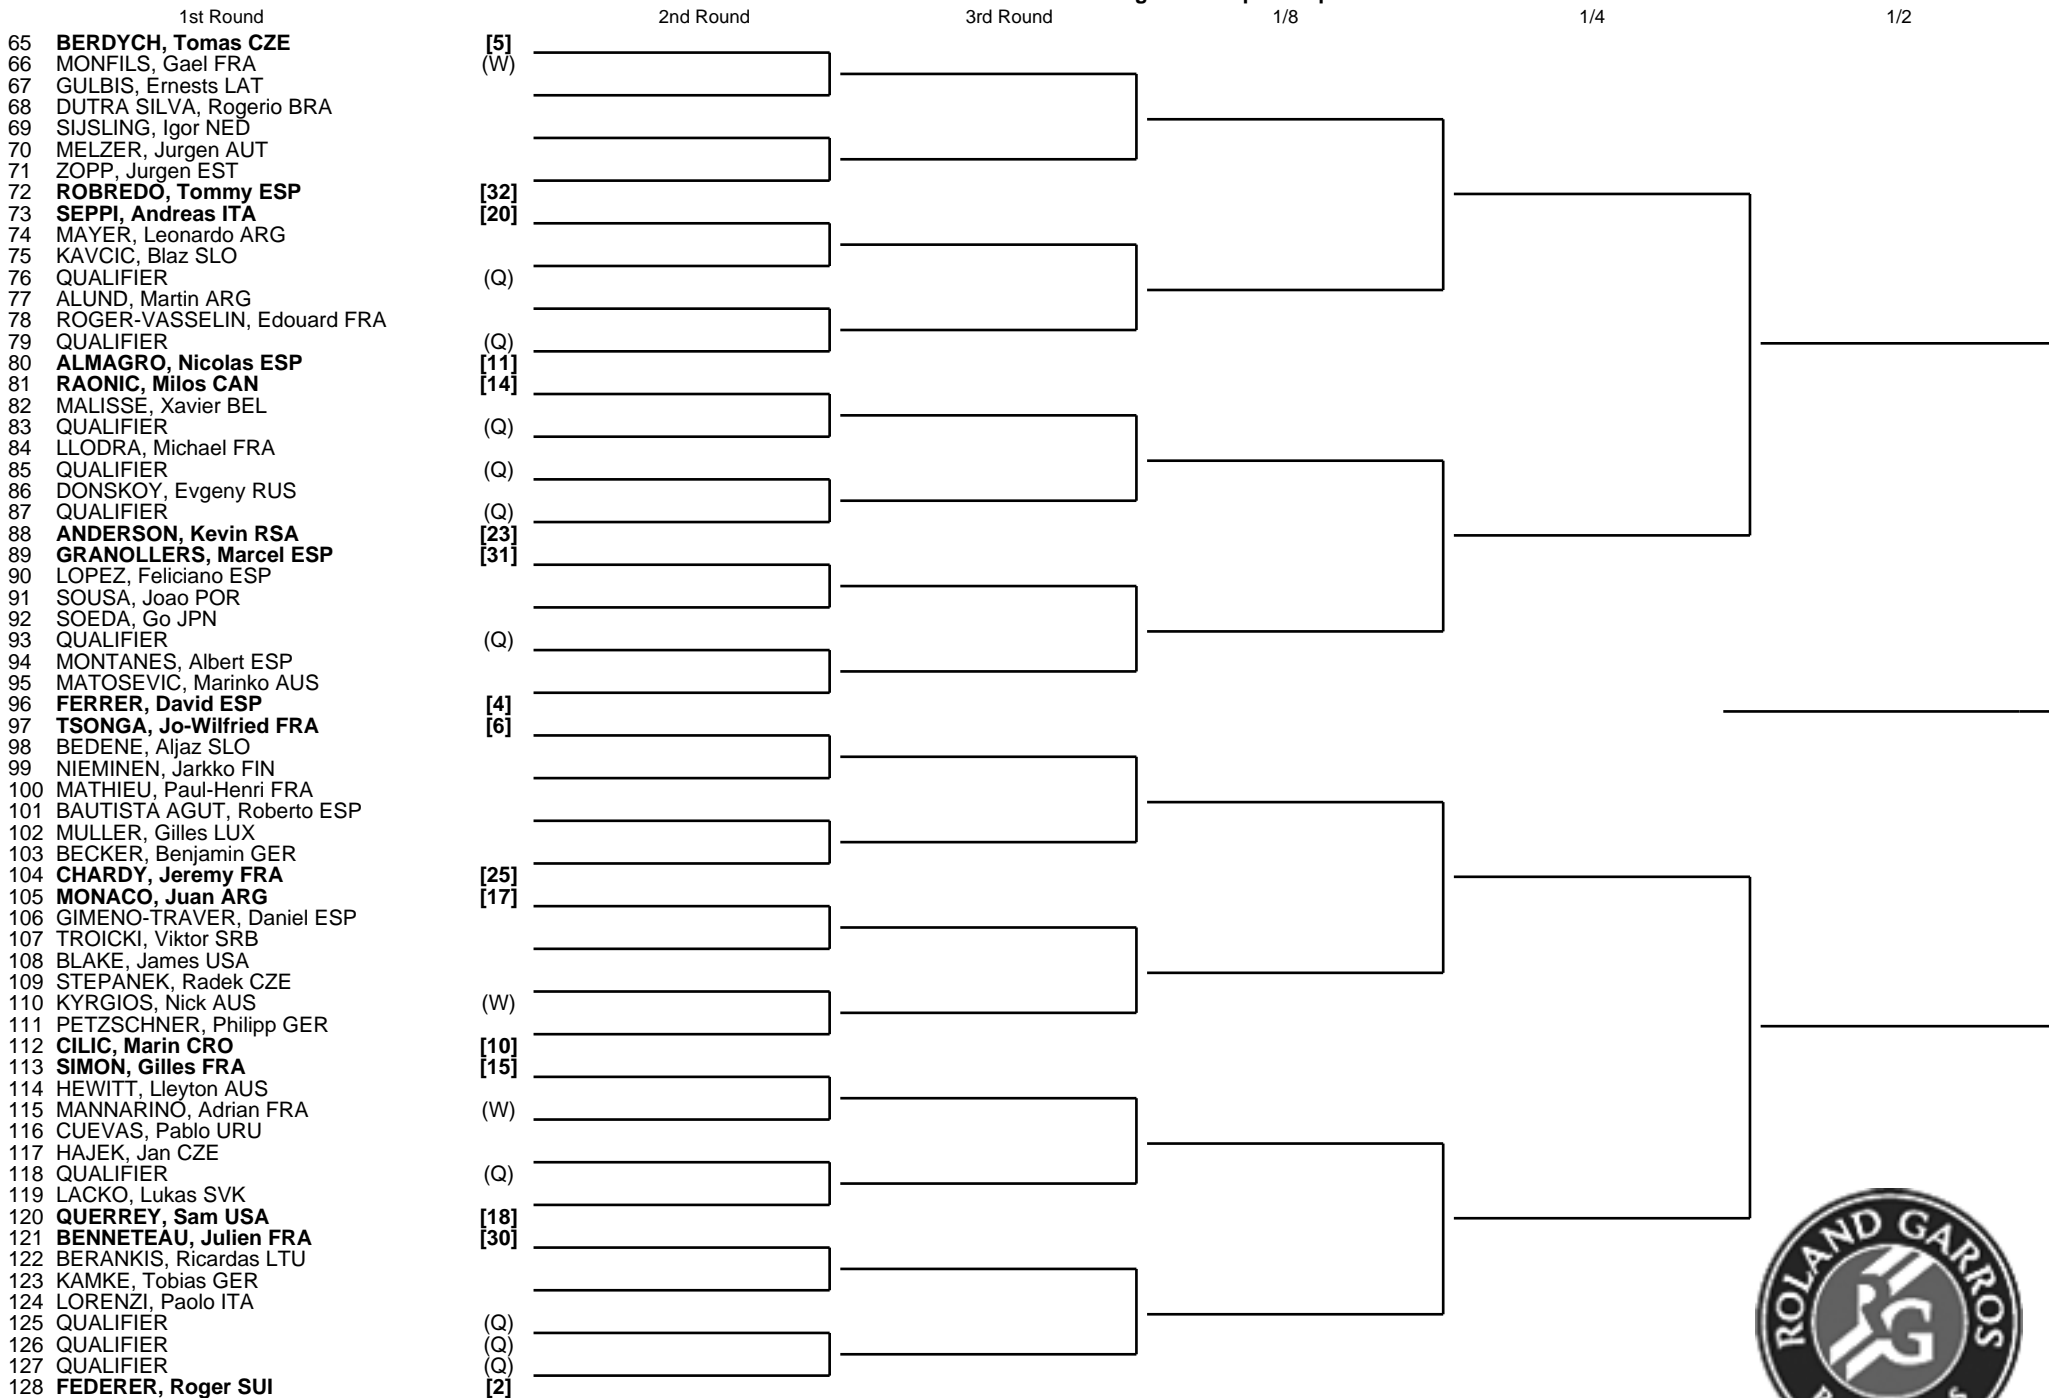 1st Round 2nd Round 3rd Round 1/8 1/4 1/2
65 BERDYCH, Tomas CZE [5]
66 MONFILS, Gael FRA (W)
67 GULBIS, Ernests LAT
68 DUTRA SILVA, Rogerio BRA
69 SIJSLING, Igor NED
70 MELZER, Jurgen AUT
71 ZOPP, Jurgen EST
72 ROBREDO, Tommy ESP [32]
73 SEPPI, Andreas ITA [20]
74 MAYER, Leonardo ARG
75 KAVCIC, Blaz SLO
76 QUALIFIER (Q)
77 ALUND, Martin ARG
78 ROGER-VASSELIN, Edouard FRA
79 QUALIFIER (Q)
80 ALMAGRO, Nicolas ESP [11]
81 RAONIC, Milos CAN [14]
82 MALISSE, Xavier BEL
83 QUALIFIER (Q)
84 LLODRA, Michael FRA
85 QUALIFIER (Q)
86 DONSKOY, Evgeny RUS
87 QUALIFIER (Q)
88 ANDERSON, Kevin RSA [23]
89 GRANOLLERS, Marcel ESP [31]
90 LOPEZ, Feliciano ESP
91 SOUSA, Joao POR
92 SOEDA, Go JPN
93 QUALIFIER (Q)
94 MONTANES, Albert ESP
95 MATOSEVIC, Marinko AUS
96 FERRER, David ESP [4]
97 TSONGA, Jo-Wilfried FRA [6]
98 BEDENE, Aljaz SLO
99 NIEMINEN, Jarkko FIN
100 MATHIEU, Paul-Henri FRA
101 BAUTISTA AGUT, Roberto ESP
102 MULLER, Gilles LUX
103 BECKER, Benjamin GER
104 CHARDY, Jeremy FRA [25]
105 MONACO, Juan ARG [17]
106 GIMENO-TRAVER, Daniel ESP
107 TROICKI, Viktor SRB
108 BLAKE, James USA
109 STEPANEK, Radek CZE
110 KYRGIOS, Nick AUS (W)
111 PETZSCHNER, Philipp GER
112 CILIC, Marin CRO [10]
113 SIMON, Gilles FRA [15]
114 HEWITT, Lleyton AUS
115 MANNARINO, Adrian FRA (W)
116 CUEVAS, Pablo URU
117 HAJEK, Jan CZE
118 QUALIFIER (Q)
119 LACKO, Lukas SVK
120 QUERREY, Sam USA [18]
121 BENNETEAU, Julien FRA [30]
122 BERANKIS, Ricardas LTU
123 KAMKE, Tobias GER
124 LORENZI, Paolo ITA
125 QUALIFIER (Q)
126 QUALIFIER (Q)
127 QUALIFIER (Q)
128 FEDERER, Roger SUI [2]
ROLAND GARROS
RG